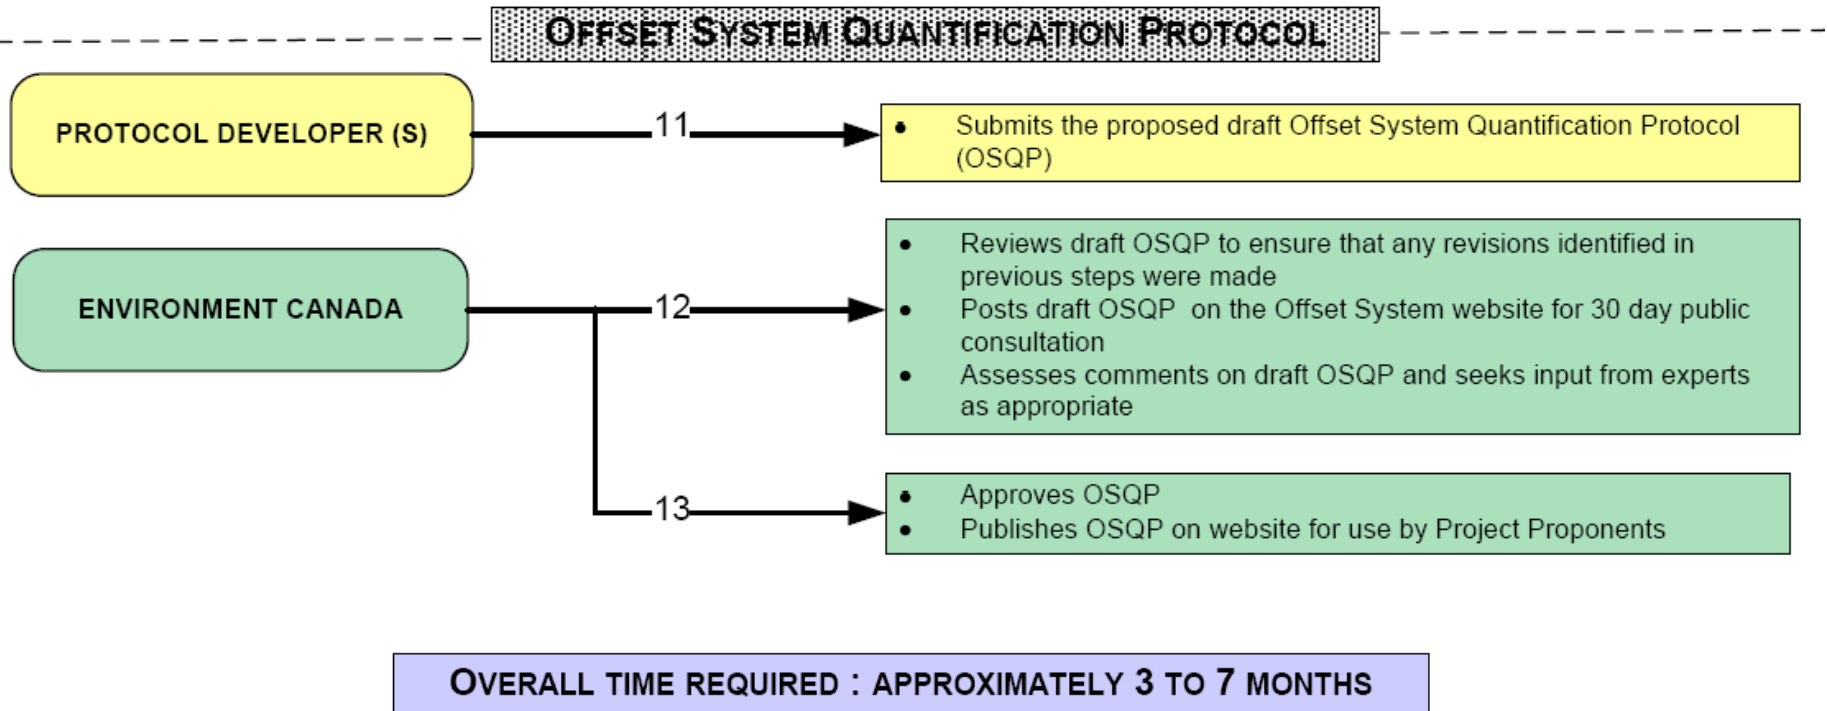 OFFSET SYSTEM QUANTIFICATION PROTOCOL
PROTOCOL DEVELOPER (S)
11
• Submits the proposed draft Offset System Quantification Protocol
(OSQP)
ENVIRONMENT CANADA
12
• Reviews draft OSQP to ensure that any revisions identified in
previous steps were made
• Posts draft OSQP on the Offset System website for 30 day public
consultation
• Assesses comments on draft OSQP and seeks input from experts
as appropriate
13
• Approves OSQP
• Publishes OSQP on website for use by Project Proponents
OVERALL TIME REQUIRED : APPROXIMATELY 3 TO 7 MONTHS